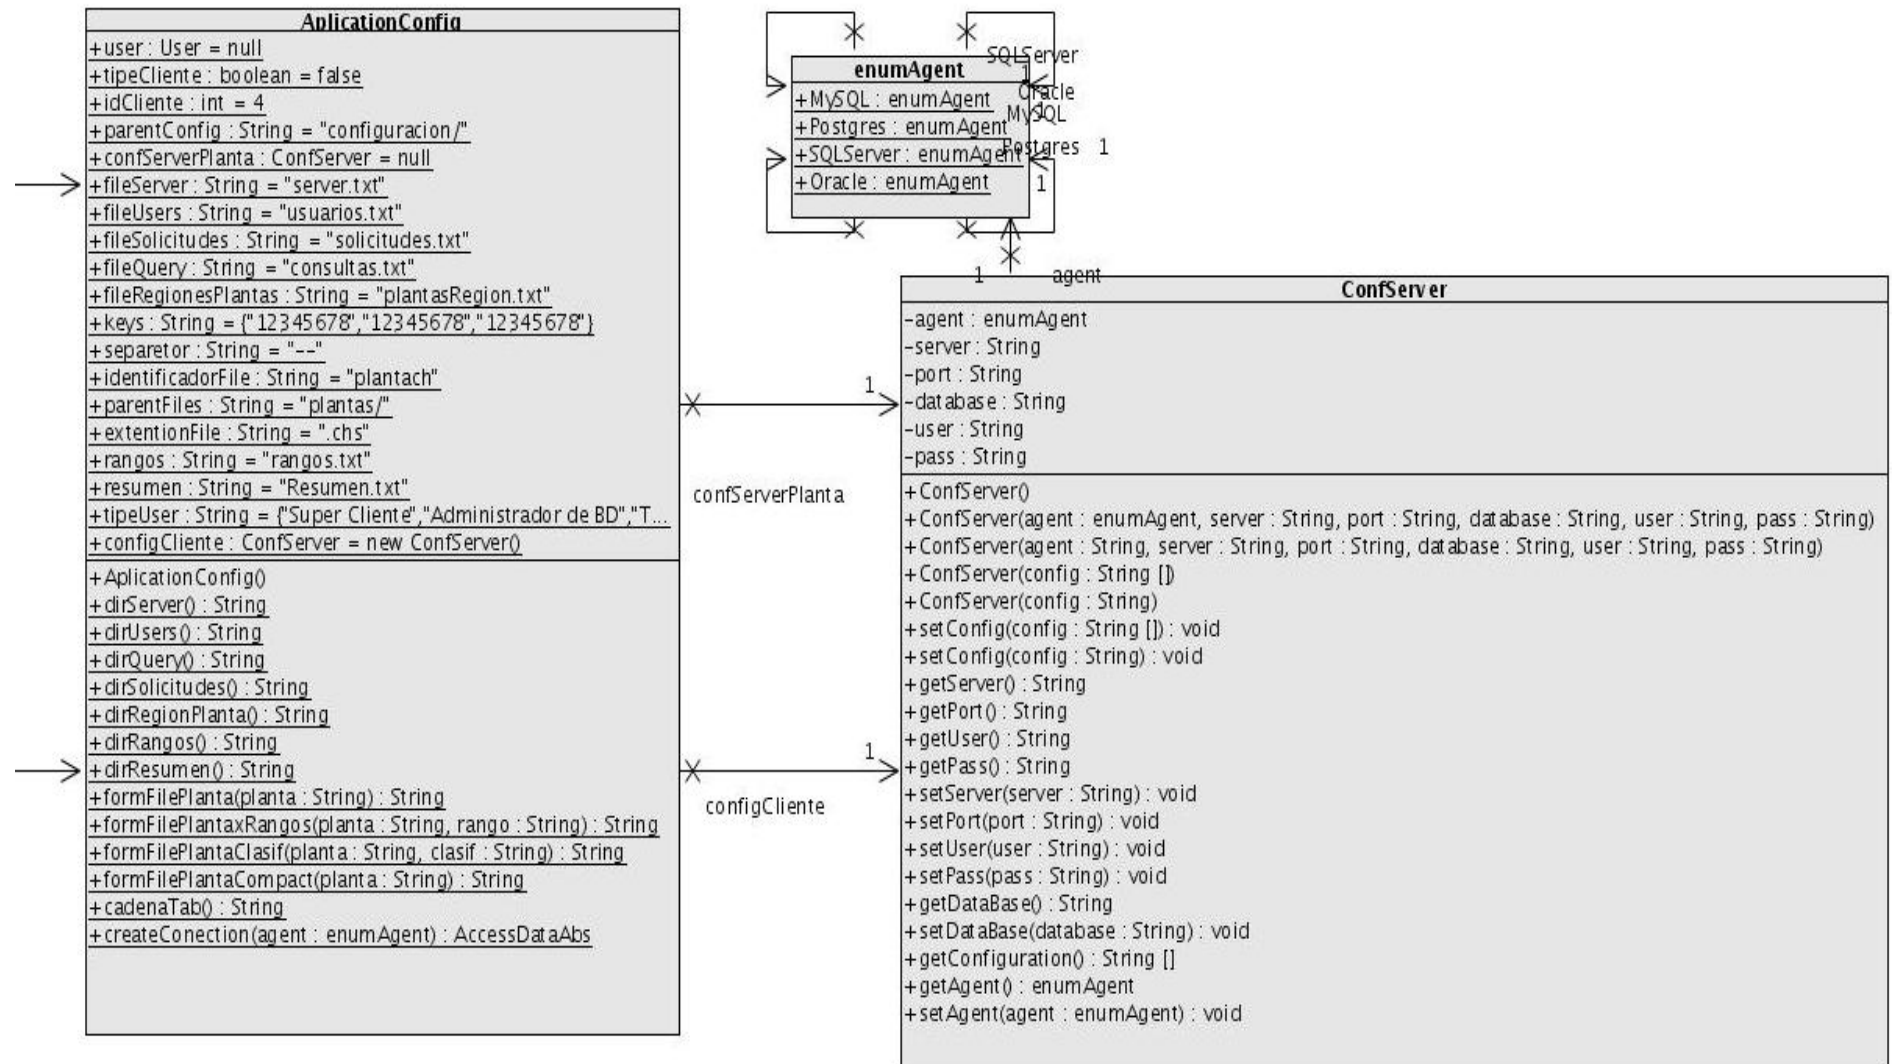 AplicationConfig
+user : User = null
+tipeCliente : boolean = false
+idCliente : int = 4
+parentConfig : String = "configuracion/"
+confServerPlanta : ConfServer = null
+fileServer : String = "server.txt"
+fileUsers : String = "usuarios.txt"
+fileSolicitudes : String = "solicitudes.txt"
+fileQuery : String = "consultas.txt"
+fileRegionesPlantas : String = "plantasRegion.txt"
+keys : String = {"12345678","12345678","12345678"}
+separetor : String = "--"
+identificadorFile : String = "plantach"
+parentFiles : String = "plantas/"
+extentionFile : String = ".chs"
+rangos : String = "rangos.txt"
+resumen : String = "Resumen.txt"
+tipeUser : String = {"Super Cliente","Administrador de BD","T...
+configCliente : ConfServer = new ConfServer()
+AplicationConfig()
+dirServer() : String
+dirUsers() : String
+dirQuery() : String
+dirSolicitudes() : String
+dirRegionPlanta() : String
+dirRangos() : String
+dirResumen() : String
+formFilePlanta(planta : String) : String
+formFilePlantaxRangos(planta : String, rango : String) : String
+formFilePlantaClasif(planta : String, clasif : String) : String
+formFilePlantaCompact(planta : String) : String
+cadenaTab() : String
+createConection(agent : enumAgent) : AccessDataAbs
1
confServerPlanta
1
configCliente
enumAgent
+MySQL : enumAgent
+Postgres : enumAgent
+SQLServer : enumAgent
+Oracle : enumAgent
SQLServer
1
Oracle
1
MySQL
Postgres 1
1
1 agent
ConfServer
-agent : enumAgent
-server : String
-port : String
-database : String
-user : String
-pass : String
+ConfServer()
+ConfServer(agent : enumAgent, server : String, port : String, database : String, user : String, pass : String)
+ConfServer(agent : String, server : String, port : String, database : String, user : String, pass : String)
+ConfServer(config : String [])
+ConfServer(config : String)
+setConfig(config : String []) : void
+setConfig(config : String) : void
+getServer() : String
+getPort() : String
+getUser() : String
+getPass() : String
+setServer(server : String) : void
+setPort(port : String) : void
+setUser(user : String) : void
+setPass(pass : String) : void
+getDataBase() : String
+setDataBase(database : String) : void
+getConfiguration() : String []
+getAgent() : enumAgent
+setAgent(agent : enumAgent) : void